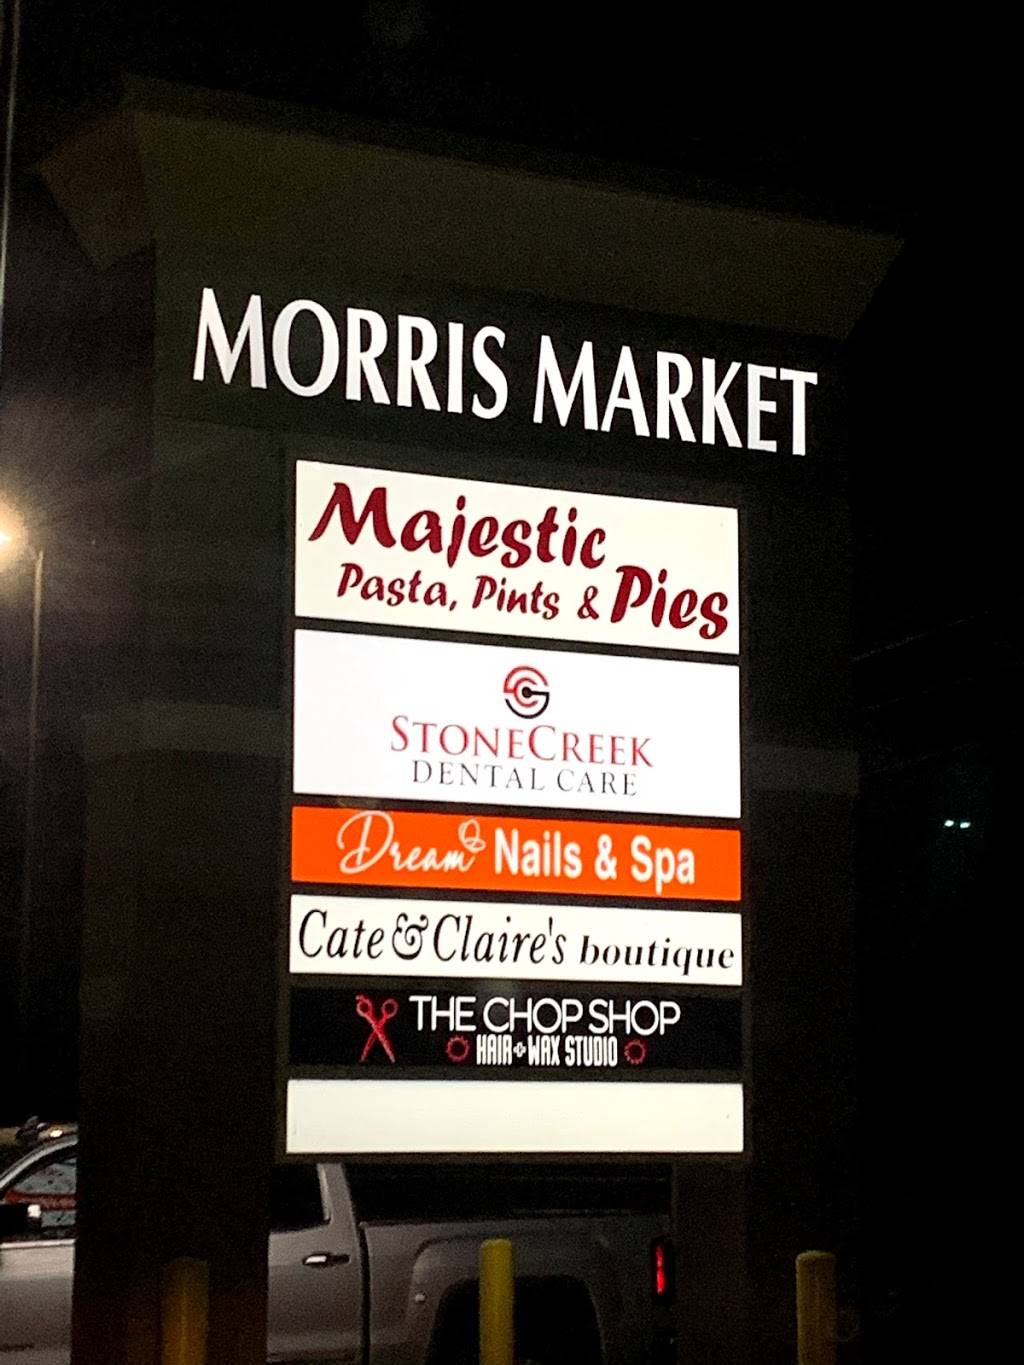 MORRIS MARKET
Majestic
Pasta, Pints & Pies
STONECREEK
DENTAL CARE
Dream Nails & Spa
Cate & Claire's boutique
THE CHOP SHOP
HAIR + WAX STUDIO